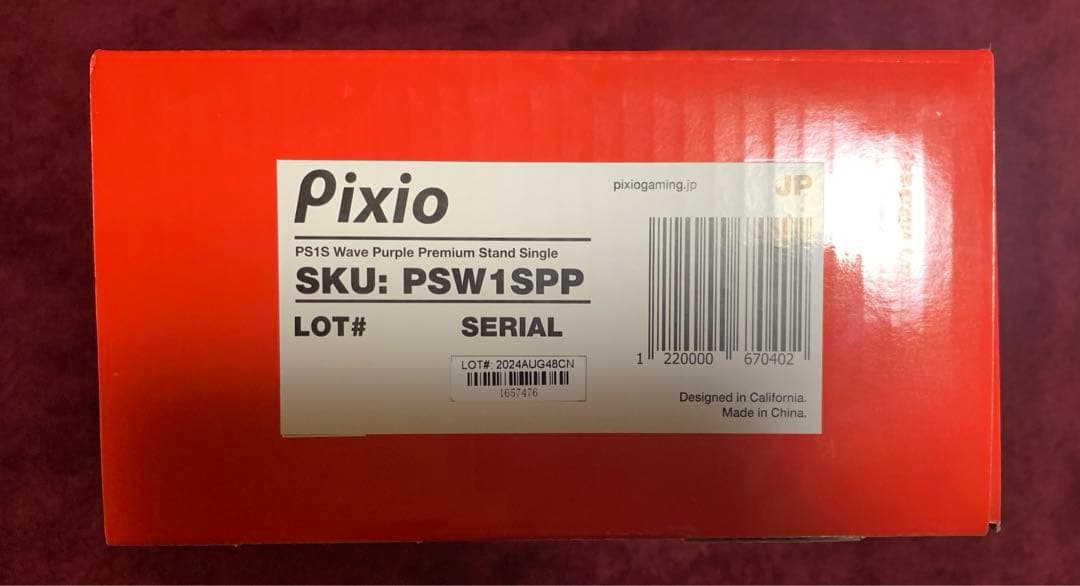 Pixio
pixiogaming.jp
JP
PS1S Wave Purple Premium Stand Single
SKU: PSW1SPP
LOT# SERIAL
LOT#: 2024AUG48CN
1657476
1 220000 670402
Designed in California.
Made in China.